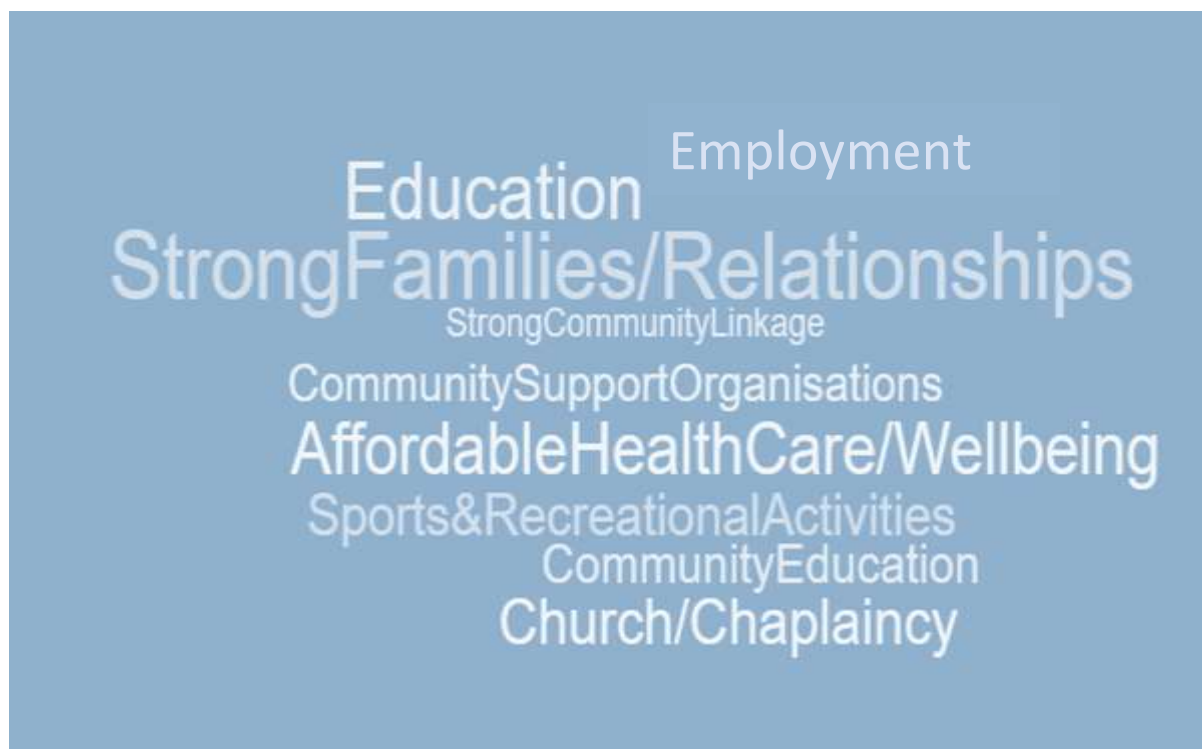 Employment
Education
StrongFamilies/Relationships
StrongCommunityLinkage
CommunitySupportOrganisations
AffordableHealthCare/Wellbeing
Sports&RecreationalActivities
CommunityEducation
Church/Chaplaincy